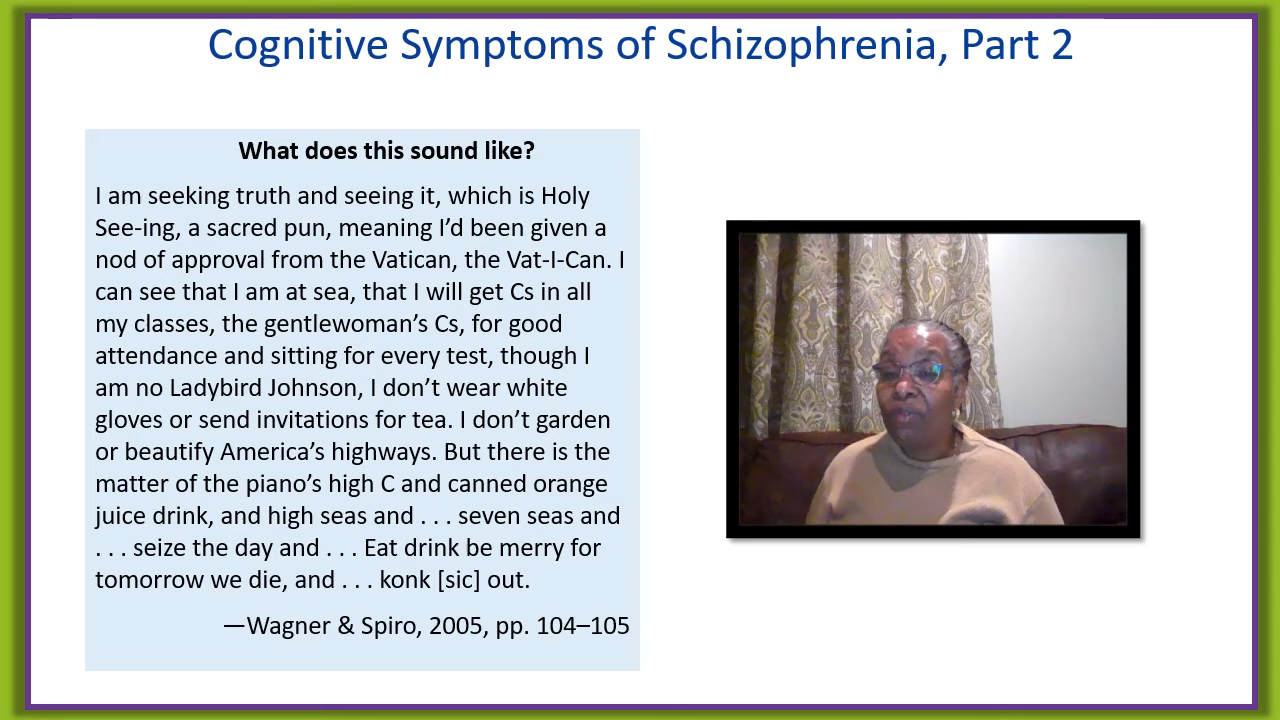 Cognitive Symptoms of Schizophrenia, Part 2
What does this sound like?
I am seeking truth and seeing it, which is Holy
See-ing, a sacred pun, meaning I’d been given a
nod of approval from the Vatican, the Vat-I-Can. I
can see that I am at sea, that I will get Cs in all
my classes, the gentlewoman’s Cs, for good
attendance and sitting for every test, though I
am no Ladybird Johnson, I don’t wear white
gloves or send invitations for tea. I don’t garden
or beautify America’s highways. But there is the
matter of the piano’s high C and canned orange
juice drink, and high seas and . . . seven seas and
. . . seize the day and . . . Eat drink be merry for
tomorrow we die, and . . . konk [sic] out.
—Wagner & Spiro, 2005, pp. 104–105